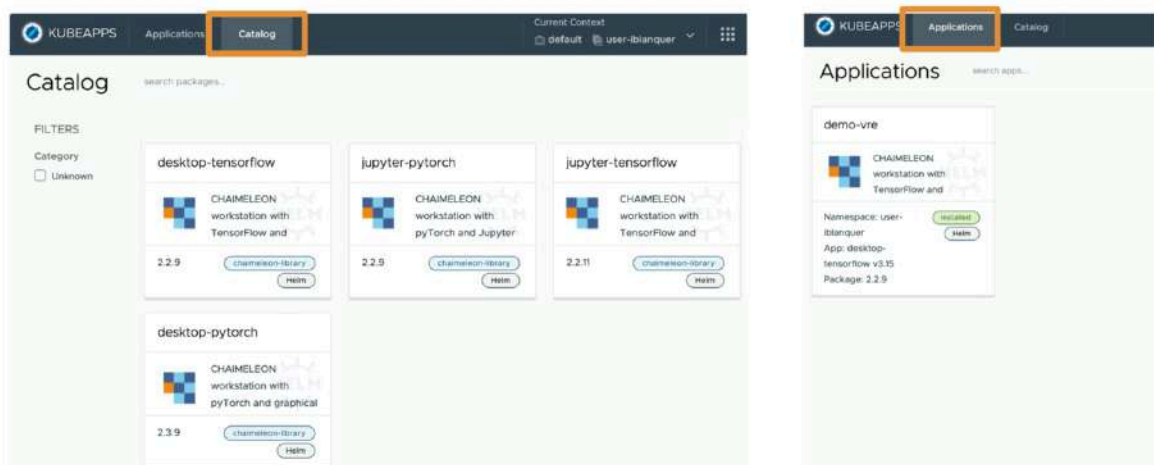 KUBEAPPS Applications Catalog
Current Context
default user-iblanquer
Catalog search packages...
FILTERS
Category
Unknown
desktop-tensorflow
CHAIMELEON
workstation with
TensorFlow and
2.2.9 chaimeleon-library
Helm
jupyter-pytorch
CHAIMELEON
workstation with
pyTorch and Jupyter
2.2.9 chaimeleon-library
Helm
jupyter-tensorflow
CHAIMELEON
workstation with
TensorFlow and
2.2.11 chaimeleon-library
Helm
desktop-pytorch
CHAIMELEON
workstation with
pyTorch and graphical
2.3.9 chaimeleon-library
Helm
KUBEAPPS Applications Catalog
Applications search apps...
demo-vre
CHAIMELEON
workstation with
TensorFlow and
Namespace: user-
iblanquer
App: desktop-
tensorflow v3.15
Package: 2.2.9
Installed
Helm